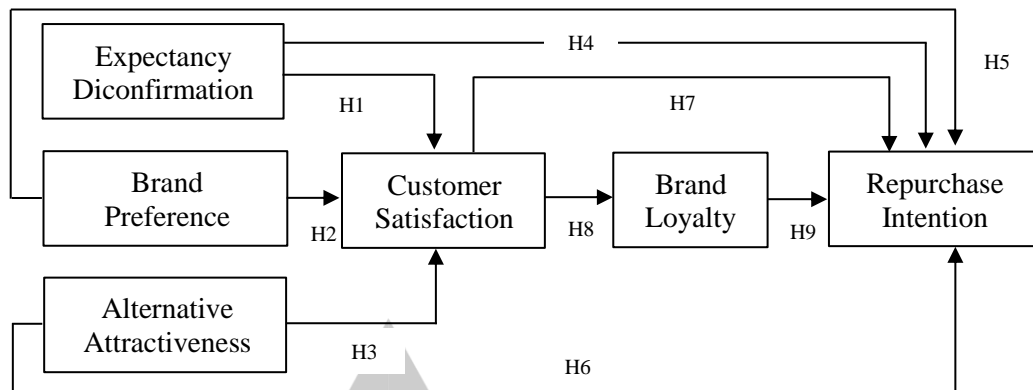 H4
Expectancy
Diconfirmation
H5
H1
H7
Brand
Preference
Customer
Satisfaction
Brand
Loyalty
Repurchase
Intention
H2
H8
H9
Alternative
Attractiveness
H3
H6